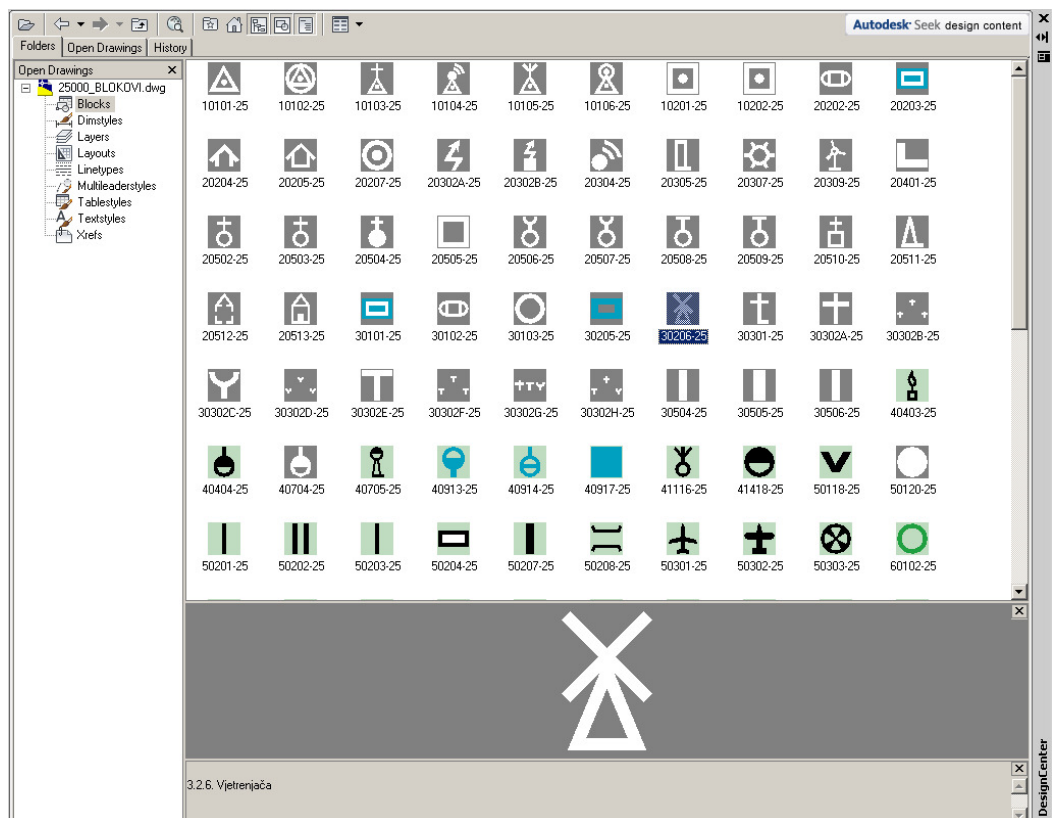 Autodesk® Seek design content
Folders Open Drawings History
Open Drawings
25000_BLOKOVI.dwg
Blocks
Dimstyles
Layers
Layouts
Linetypes
Multileaderstyles
Tablestyles
Textstyles
Xrefs
10101-25 10102-25 10103-25 10104-25 10105-25 10106-25 10201-25 10202-25 20202-25 20203-25
20204-25 20205-25 20207-25 20302A-25 20302B-25 20304-25 20305-25 20307-25 20309-25 20401-25
20502-25 20503-25 20504-25 20505-25 20506-25 20507-25 20508-25 20509-25 20510-25 20511-25
20512-25 20513-25 30101-25 30102-25 30103-25 30205-25 30206-25 30301-25 30302A-25 30302B-25
30302C-25 30302D-25 30302E-25 30302F-25 30302G-25 30302H-25 30504-25 30505-25 30506-25 40403-25
40404-25 40704-25 40705-25 40913-25 40914-25 40917-25 41116-25 41418-25 50118-25 50120-25
50201-25 50202-25 50203-25 50204-25 50207-25 50208-25 50301-25 50302-25 50303-25 60102-25
3.2.6. Vjetrenjača
DesignCenter